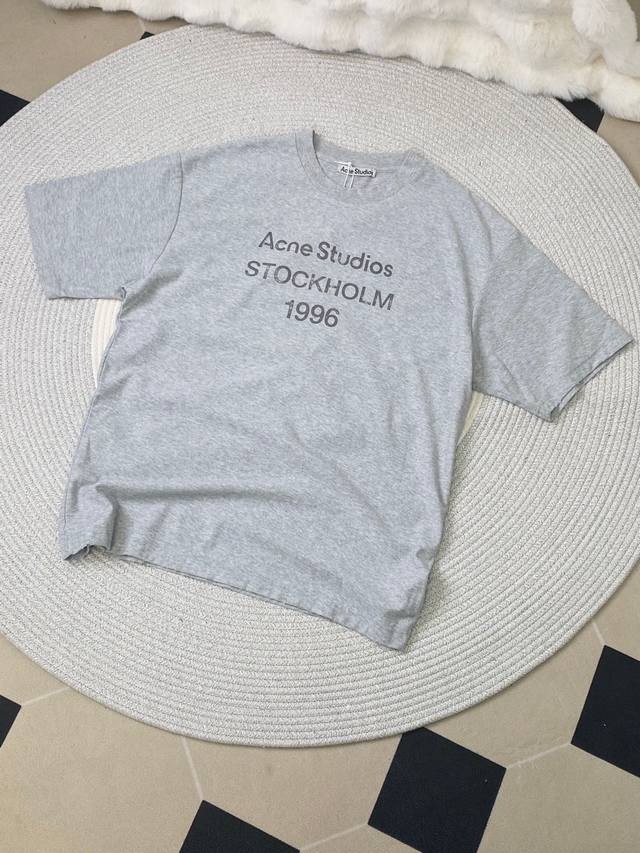 Acne Studios
Acne Studios
STOCKHOLM
1996